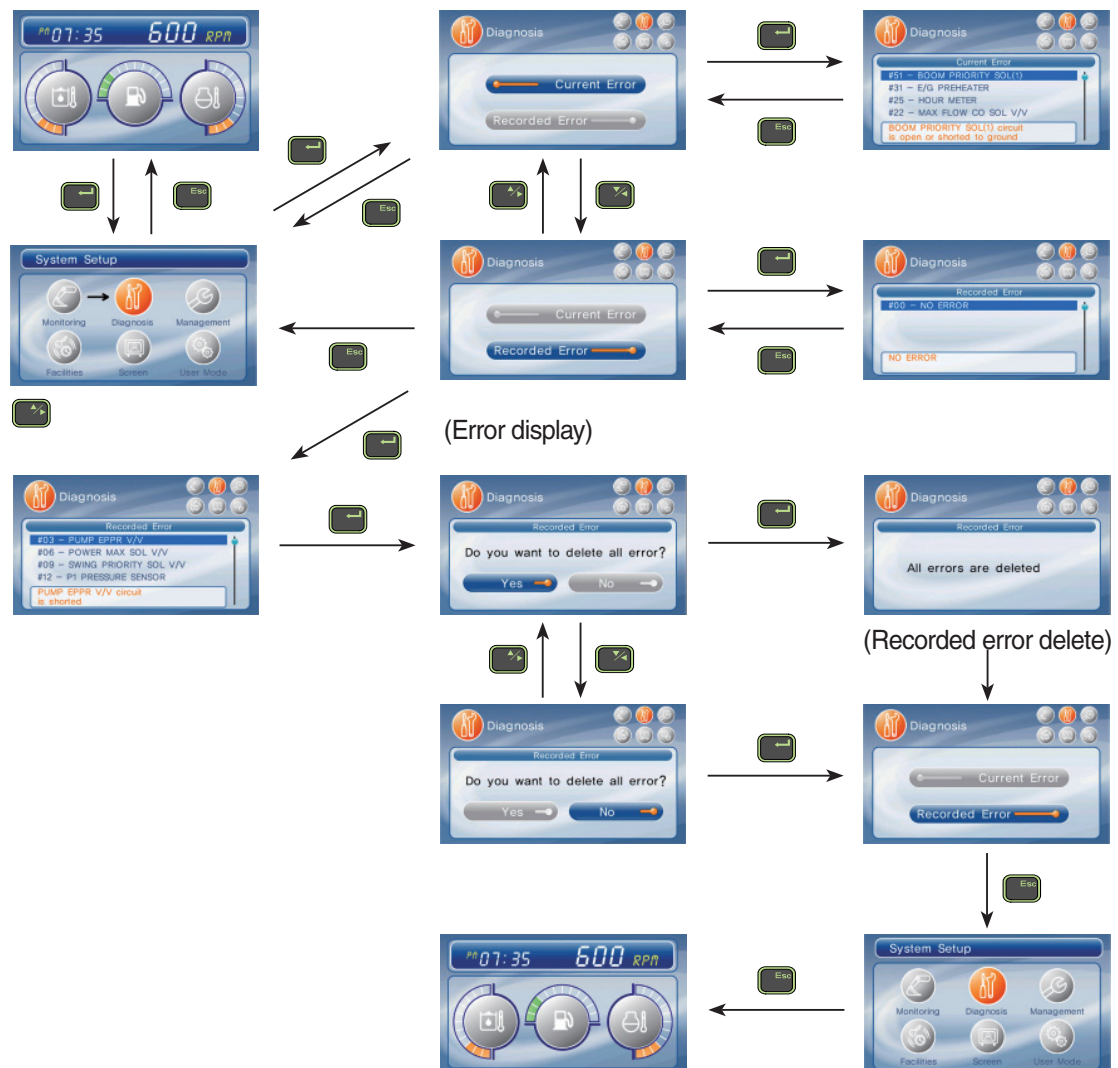 PM 07:35 600 RPM
Diagnosis
Current Error
Recorded Error
Diagnosis
Current Error
#51 – BOOM PRIORITY SOL(1)
#31 – E/G PREHEATER
#25 – HOUR METER
#22 – MAX FLOW CO SOL V/V
BOOM PRIORITY SOL(1) circuit
is open or shorted to ground
Esc
Esc
Esc
System Setup
Monitoring Diagnosis Management
Facilities Screen User Mode
Diagnosis
Current Error
Recorded Error
Diagnosis
Recorded Error
#00 – NO ERROR
NO ERROR
Esc
Esc
(Error display)
Diagnosis
Recorded Error
#03 – PUMP EPPR V/V
#06 – POWER MAX SOL V/V
#09 – SWING PRIORITY SOL V/V
#12 – P1 PRESSURE SENSOR
PUMP EPPR V/V circuit
is shorted
Diagnosis
Recorded Error
Do you want to delete all error?
Yes No
Diagnosis
Recorded Error
All errors are deleted
(Recorded error delete)
Diagnosis
Recorded Error
Do you want to delete all error?
Yes No
Diagnosis
Current Error
Recorded Error
Esc
PM 07:35 600 RPM
Esc
System Setup
Monitoring Diagnosis Management
Facilities Screen User Mode